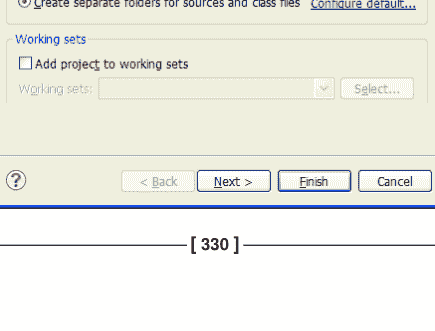 Create separate folders for sources and class files Configure default...
Working sets
Add project to working sets
Working sets: Select...
< Back Next > Finish Cancel
[ 330 ]